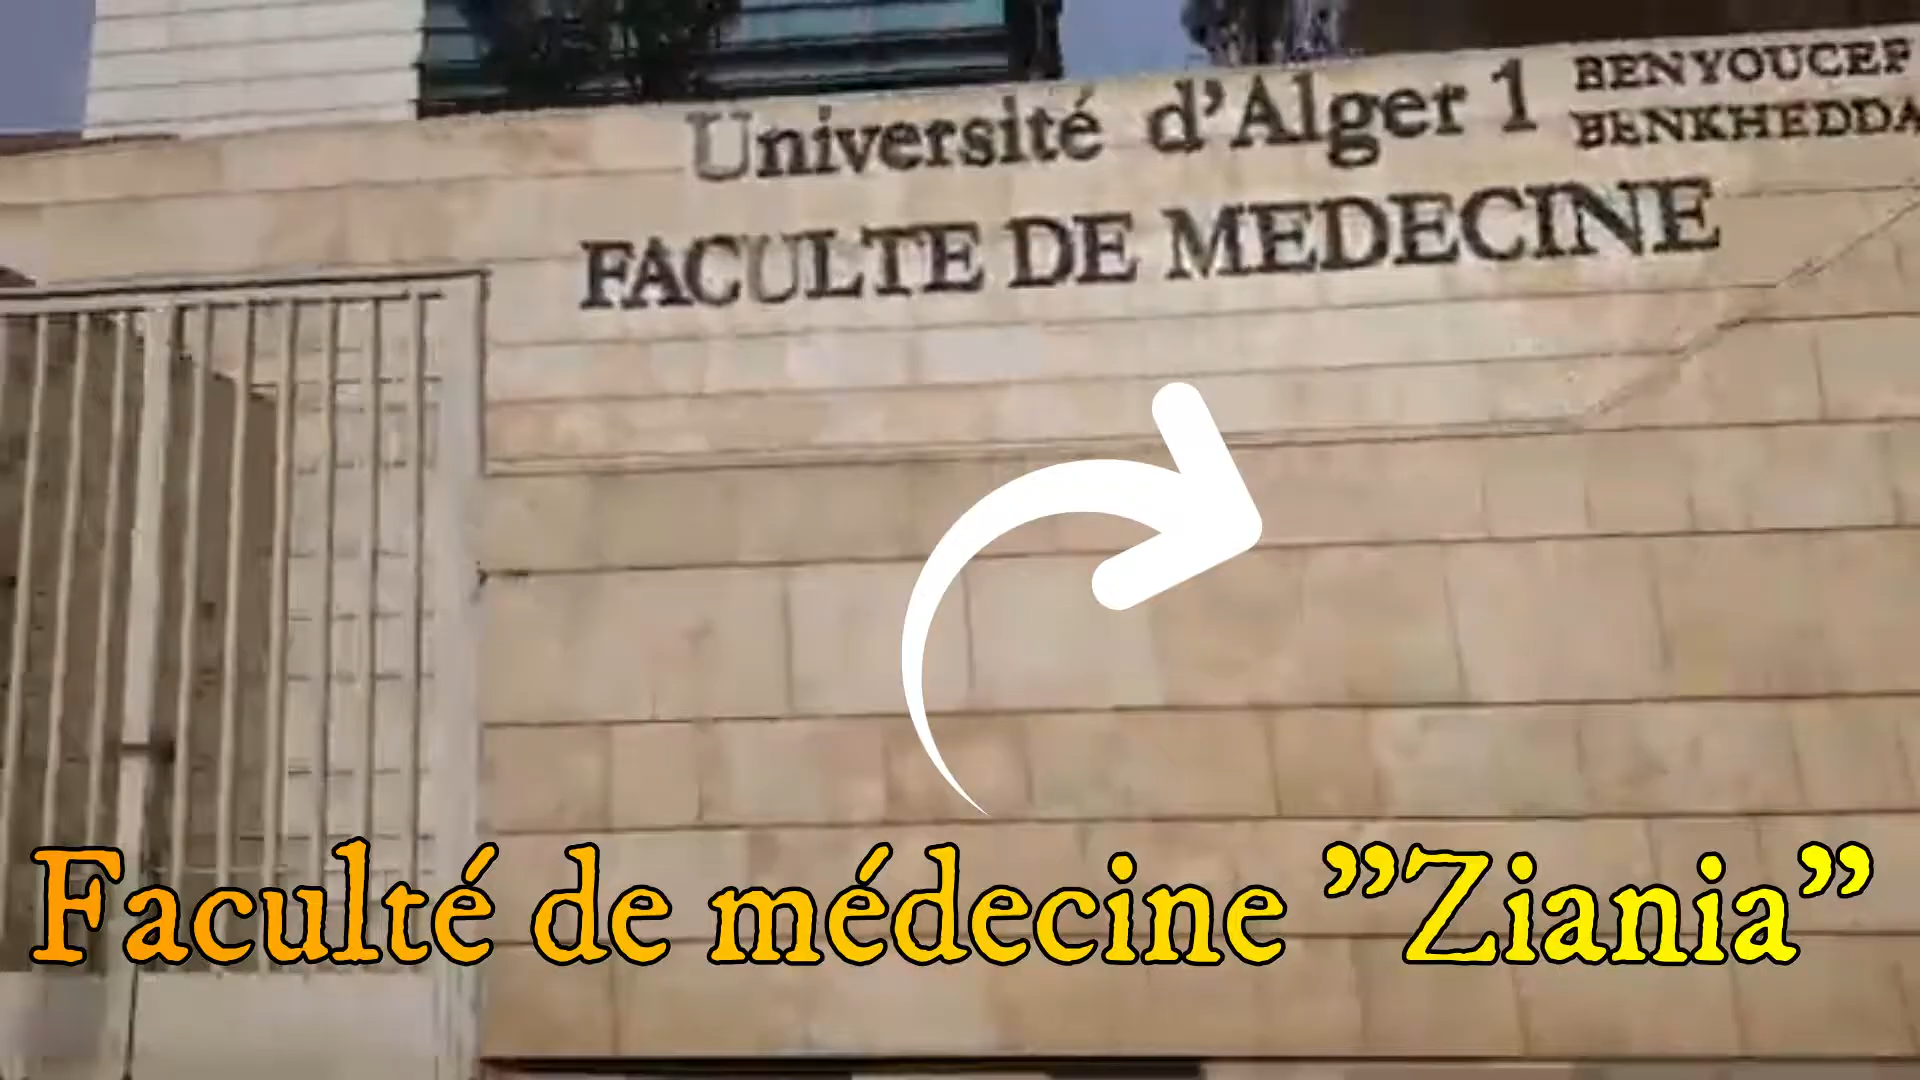 Université d'Alger 1
BENYOUCEF
BENKHEDDA
FACULTE DE MEDECINE
Faculté de médecine "Ziania"